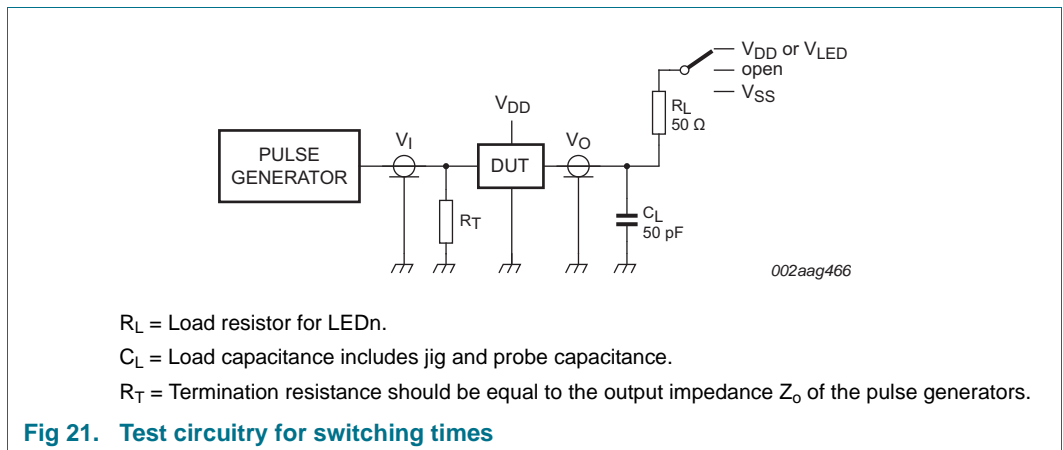 V_DD or V_LED
open
V_SS
R_L
50 Ω
V_DD
V_I
V_O
PULSE
GENERATOR
DUT
R_T
C_L
50 pF
002aag466
R_L = Load resistor for LEDn.
C_L = Load capacitance includes jig and probe capacitance.
R_T = Termination resistance should be equal to the output impedance Z_o of the pulse generators.
Fig 21. Test circuitry for switching times